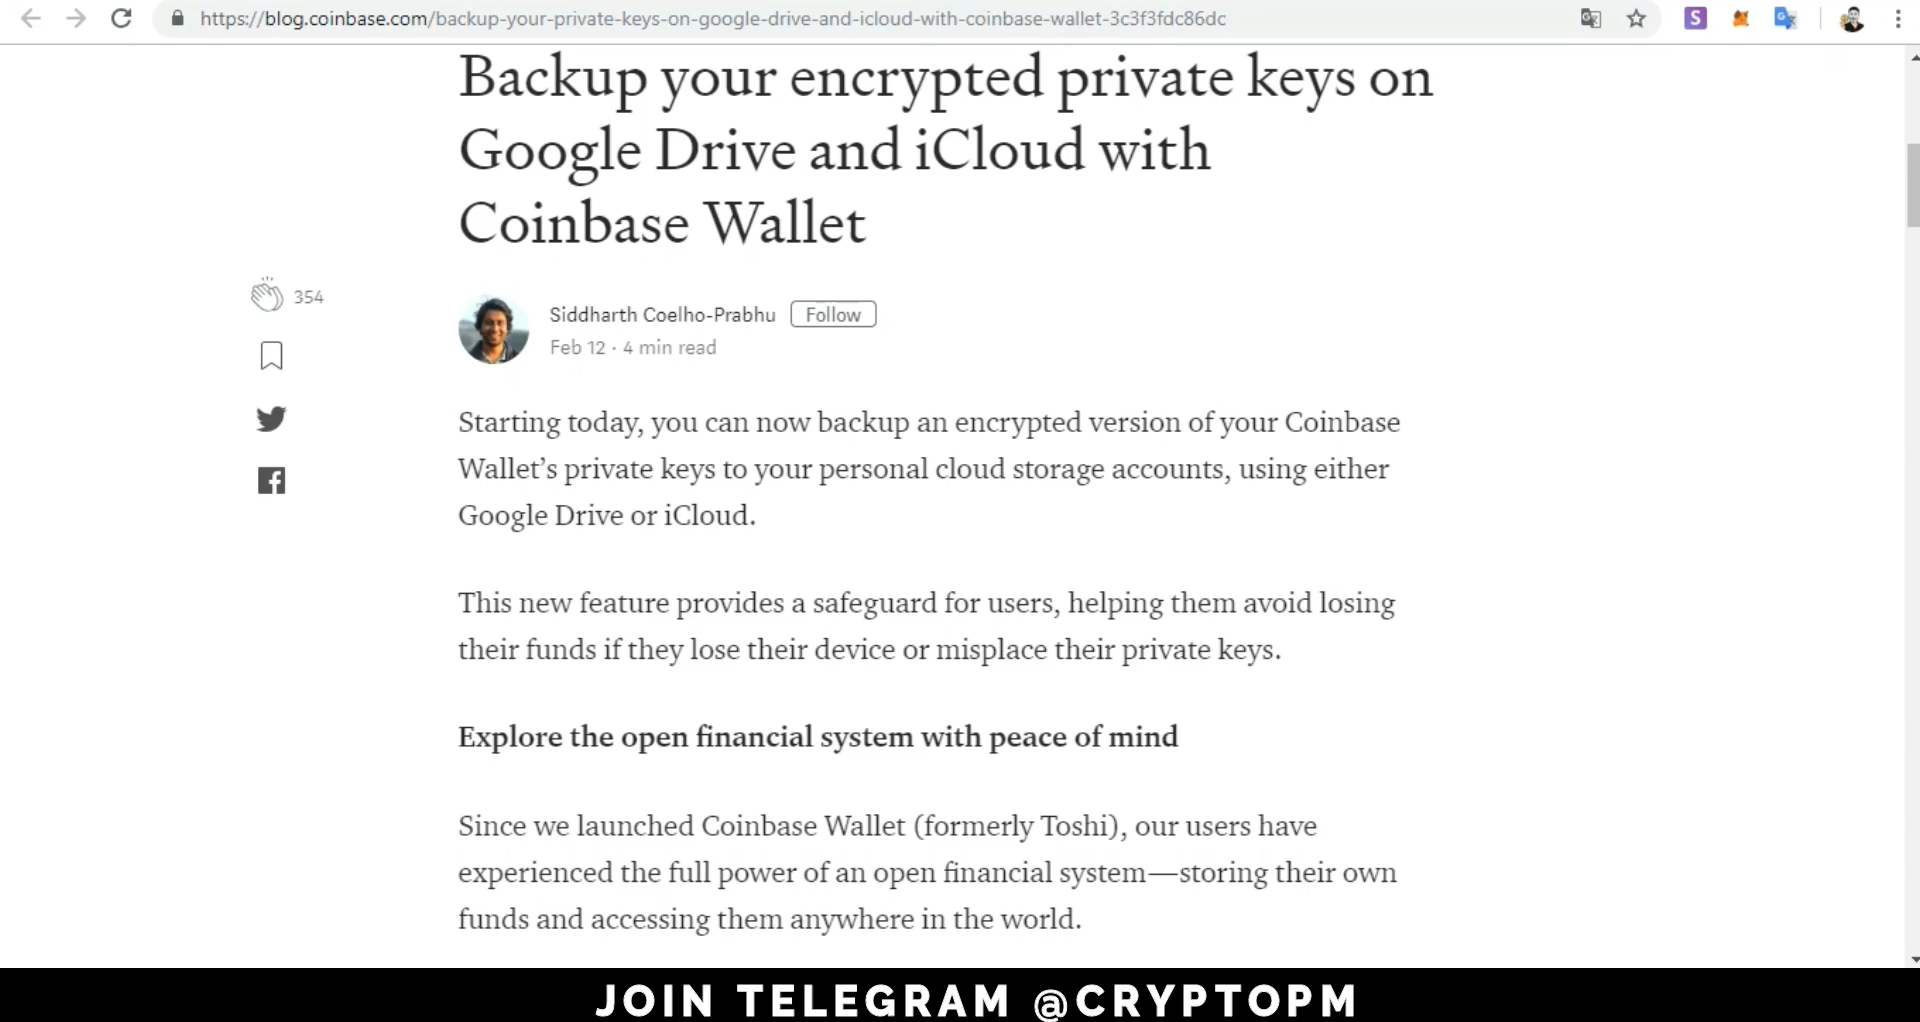 https://blog.coinbase.com/backup-your-private-keys-on-google-drive-and-icloud-with-coinbase-wallet-3c3f3fdc86dc
S
Backup your encrypted private keys on
Google Drive and iCloud with
Coinbase Wallet
354
Siddharth Coelho-Prabhu Follow
Feb 12 · 4 min read
Starting today, you can now backup an encrypted version of your Coinbase
Wallet’s private keys to your personal cloud storage accounts, using either
Google Drive or iCloud.
This new feature provides a safeguard for users, helping them avoid losing
their funds if they lose their device or misplace their private keys.
Explore the open financial system with peace of mind
Since we launched Coinbase Wallet (formerly Toshi), our users have
experienced the full power of an open financial system—storing their own
funds and accessing them anywhere in the world.
JOIN TELEGRAM @CRYPTOPM